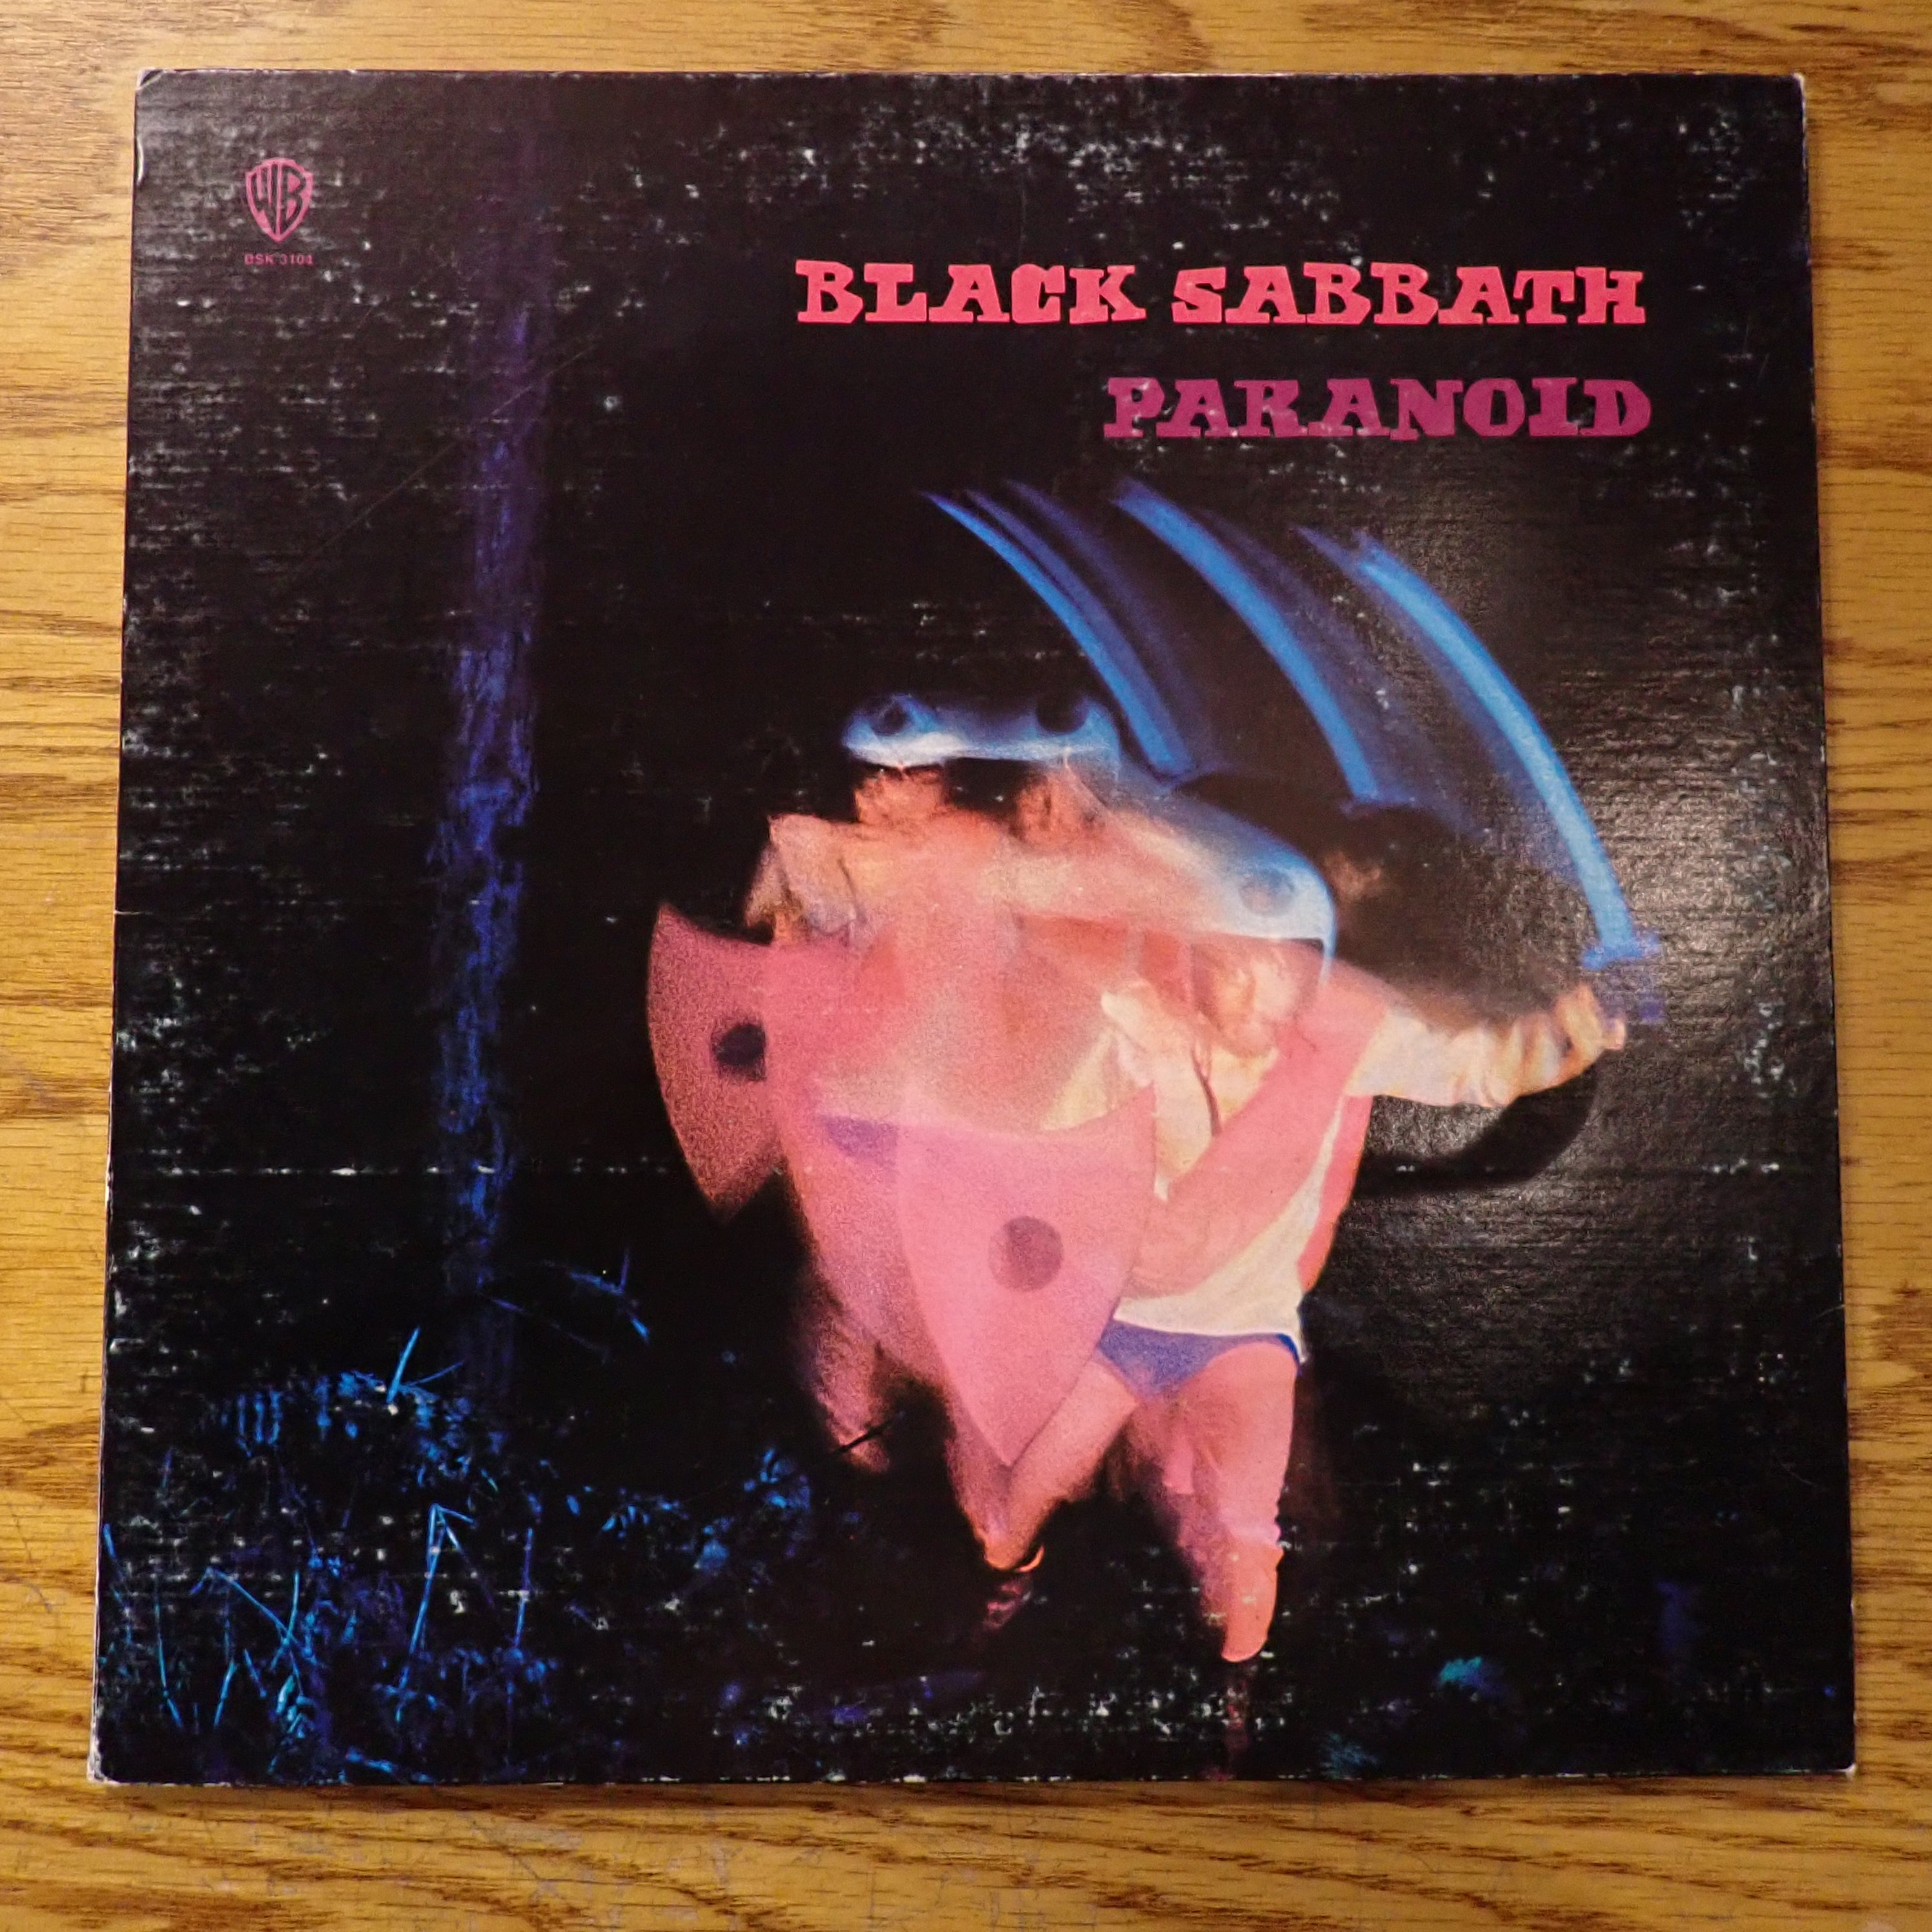 WB
BSK 3104
BLACK SABBATH
PARANOID